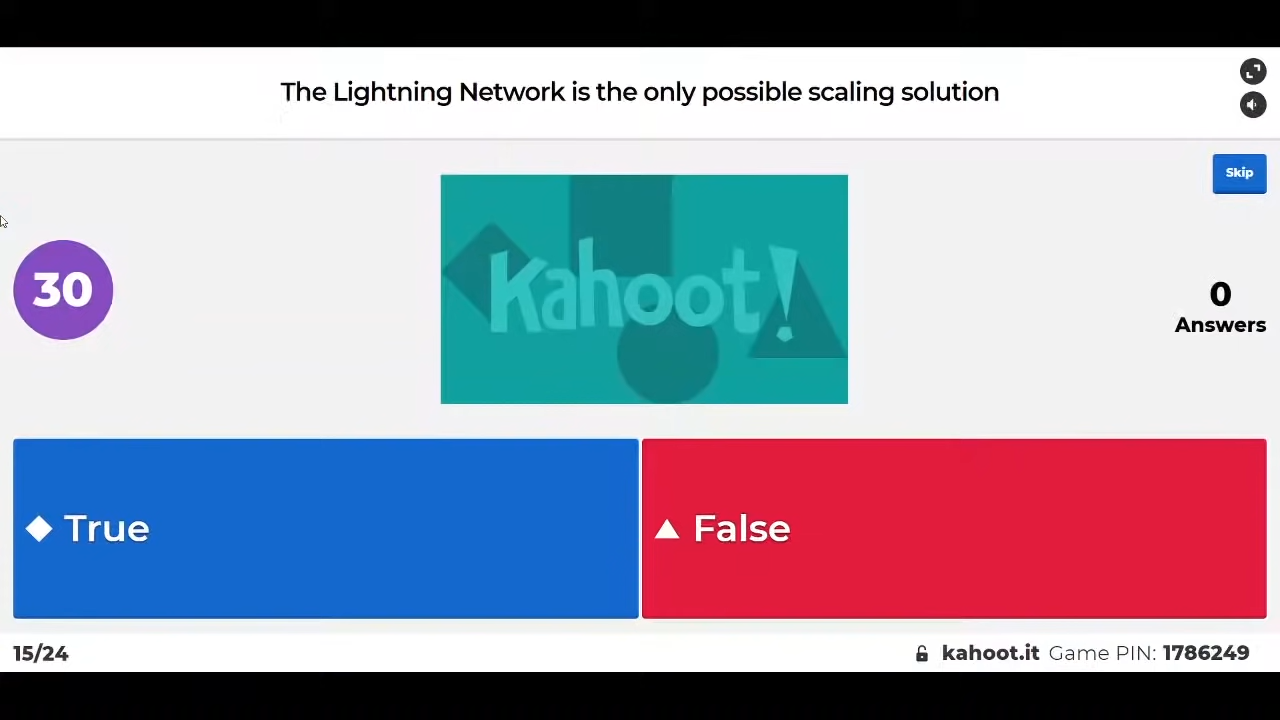 The Lightning Network is the only possible scaling solution
Skip
Kahoot!
30
0
Answers
True
False
15/24
kahoot.it Game PIN: 1786249